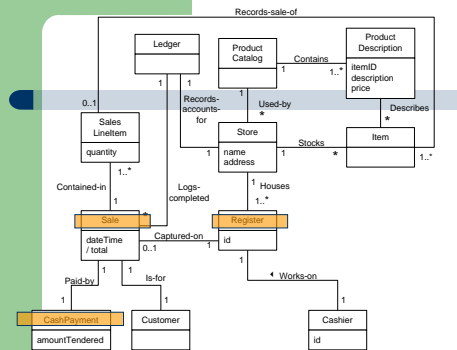 Records-sale-of
Ledger
Product
Catalog
Product
Description
itemID
description
price
Contains
1
1..*
1
1
1
1
0..1
Records-
accounts-
for
Used-by
*
Describes
*
Sales
LineItem
quantity
Store
name
address
Item
1
1
Stocks
*
1..*
1..*
Contained-in
1
Logs-
completed
*
1
Houses
1..*
Sale
dateTime
/ total
Register
id
Captured-on
0..1
1
1
1
1
Paid-by
Is-for
Works-on
1
1
1
CashPayment
amountTendered
Customer
Cashier
id